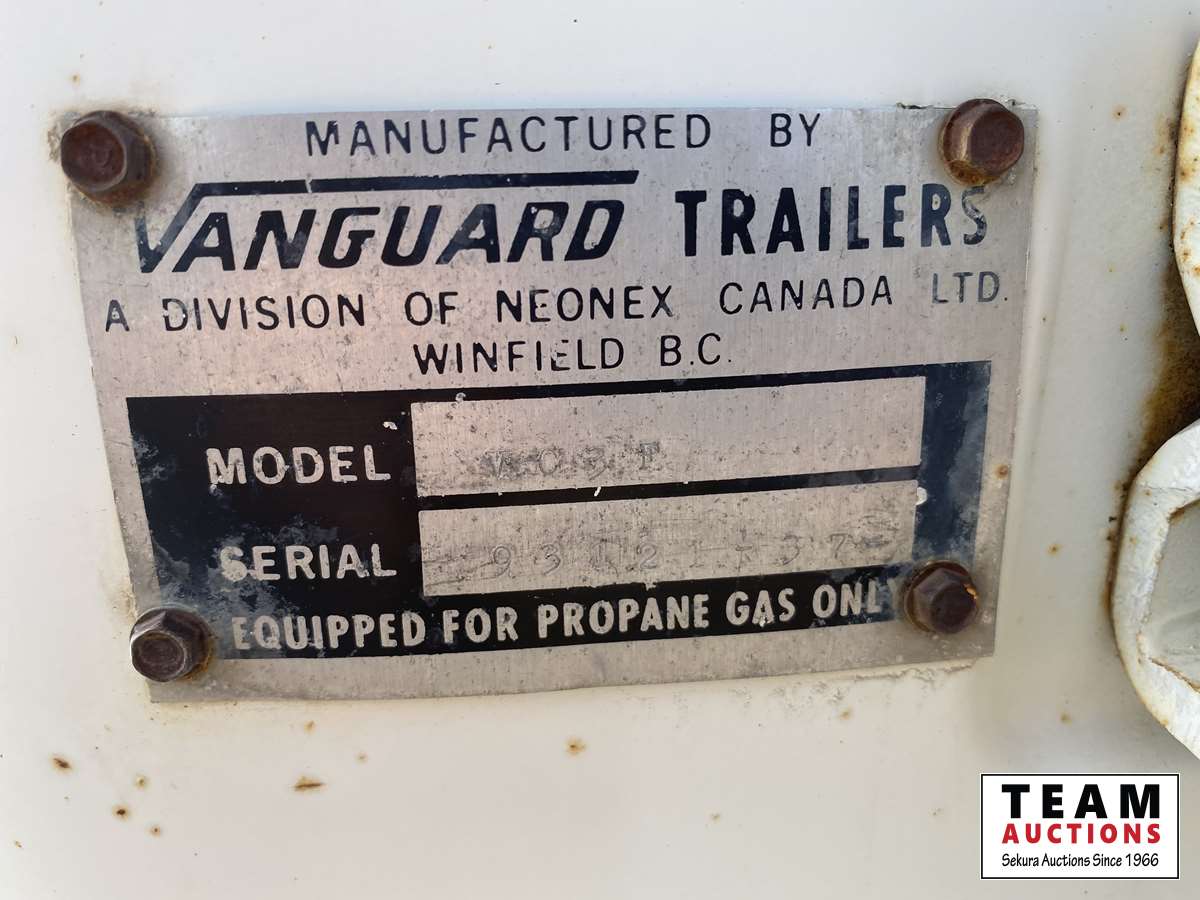 MANUFACTURED BY
VANGUARD TRAILERS
A DIVISION OF NEONEX CANADA LTD.
WINFIELD B.C.
MODEL
SERIAL
EQUIPPED FOR PROPANE GAS ONLY
TEAM
AUCTIONS
Sekura Auctions Since 1966